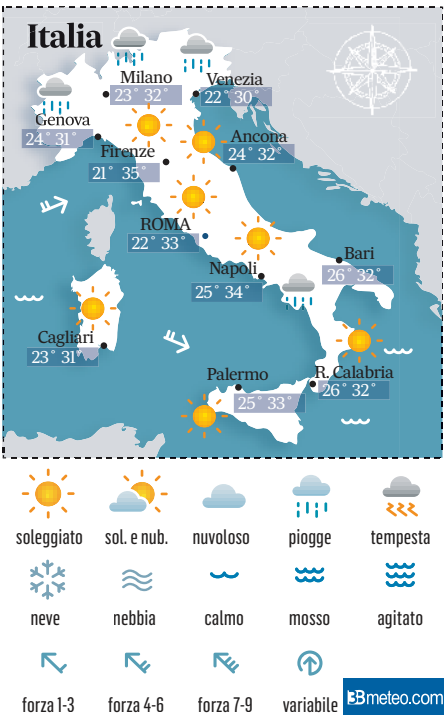 Italia
Milano
23° 32°
Venezia
22° 30°
Genova
24° 31°
Ancona
24° 32°
Firenze
21° 35°
ROMA
22° 33°
Bari
26° 32°
Napoli
25° 34°
Cagliari
23° 31°
Palermo
25° 33°
R. Calabria
26° 32°
soleggiato sol. e nub. nuvoloso piogge tempesta
neve nebbia calmo mosso agitato
forza 1-3 forza 4-6 forza 7-9 variabile
3Bmeteo.com